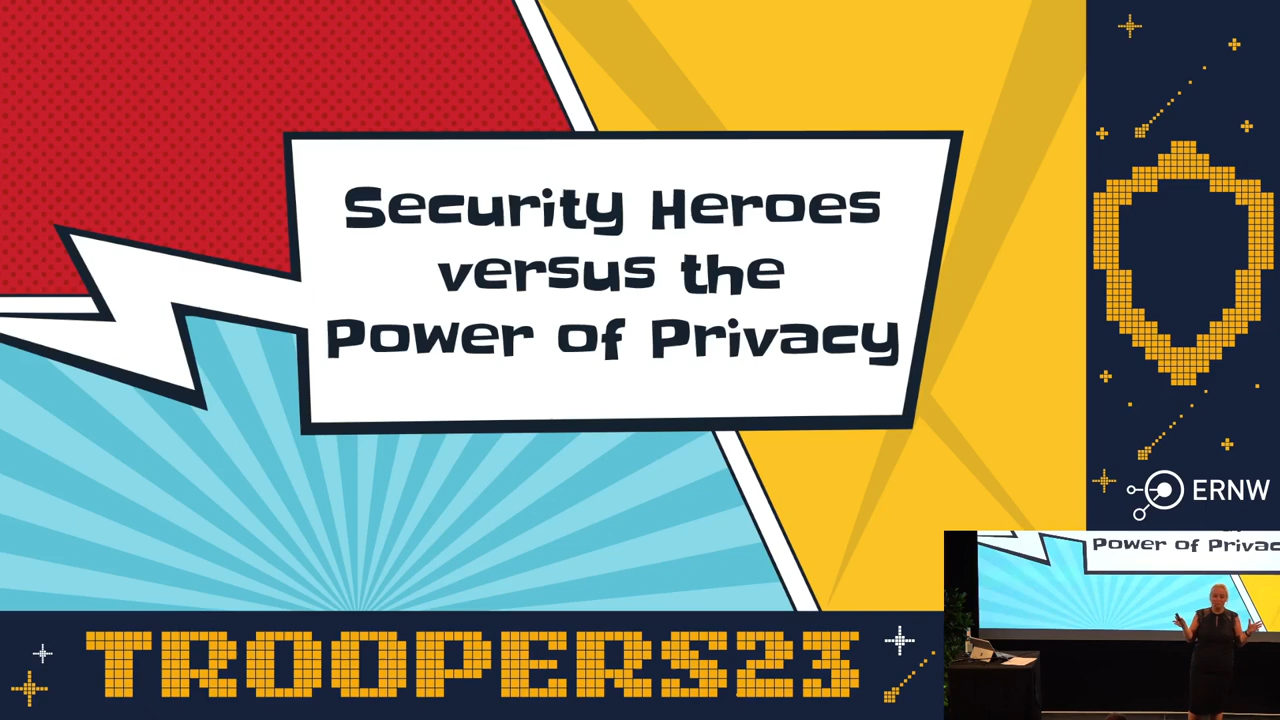 Security Heroes
versus the
Power of Privacy
ERNW
Power of Privac
TROOPERS23